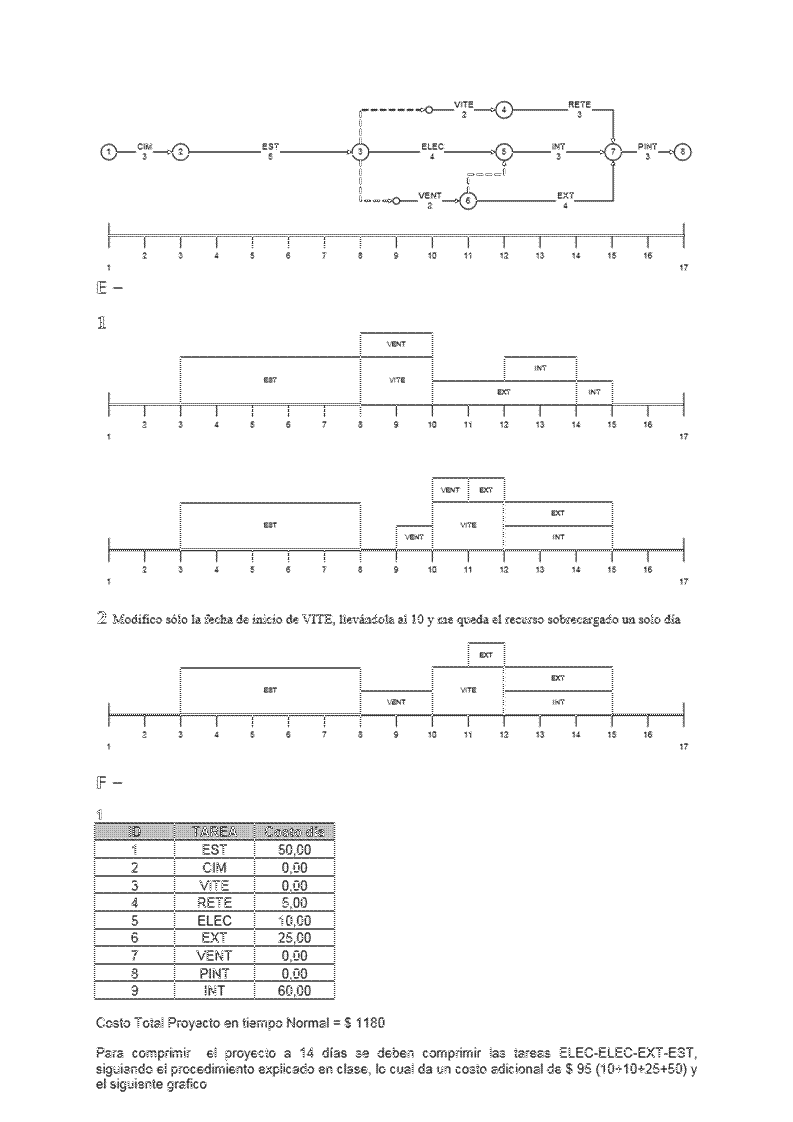 VITE RETE
2 3
1 CIM 2 EST 3 ELEC 5 INT 7 PINT 8
3 5 4 3 3
4
VENT 6 EXT
2 4
2 3 4 5 6 7 8 9 10 11 12 13 14 15 16
1 17
E –
1
VENT
EST VITE INT
EXT INT
2 3 4 5 6 7 8 9 10 11 12 13 14 15 16
1 17
VENT EXT
EST VITE EXT
VENT INT
2 3 4 5 6 7 8 9 10 11 12 13 14 15 16
1 17
2 Modifico sólo la fecha de inicio de VITE, llevándola al 10 y me queda el recurso sobrecargado un solo día
EXT
EST VITE EXT
VENT INT
2 3 4 5 6 7 8 9 10 11 12 13 14 15 16
1 17
F –
1
ID TAREA Costo día
1 EST 50,00
2 CIM 0,00
3 VITE 0,00
4 RETE 5,00
5 ELEC 10,00
6 EXT 25,00
7 VENT 0,00
8 PINT 0,00
9 INT 60,00
Costo Total Proyecto en tiempo Normal = $ 1180
Para comprimir el proyecto a 14 días se deben comprimir las tareas ELEC-ELEC-EXT-EST,
siguiando el procedimiento explicado en clase, lo cual da un costo adicional de $ 95 (10+10+25+50) y
el siguiente grafico